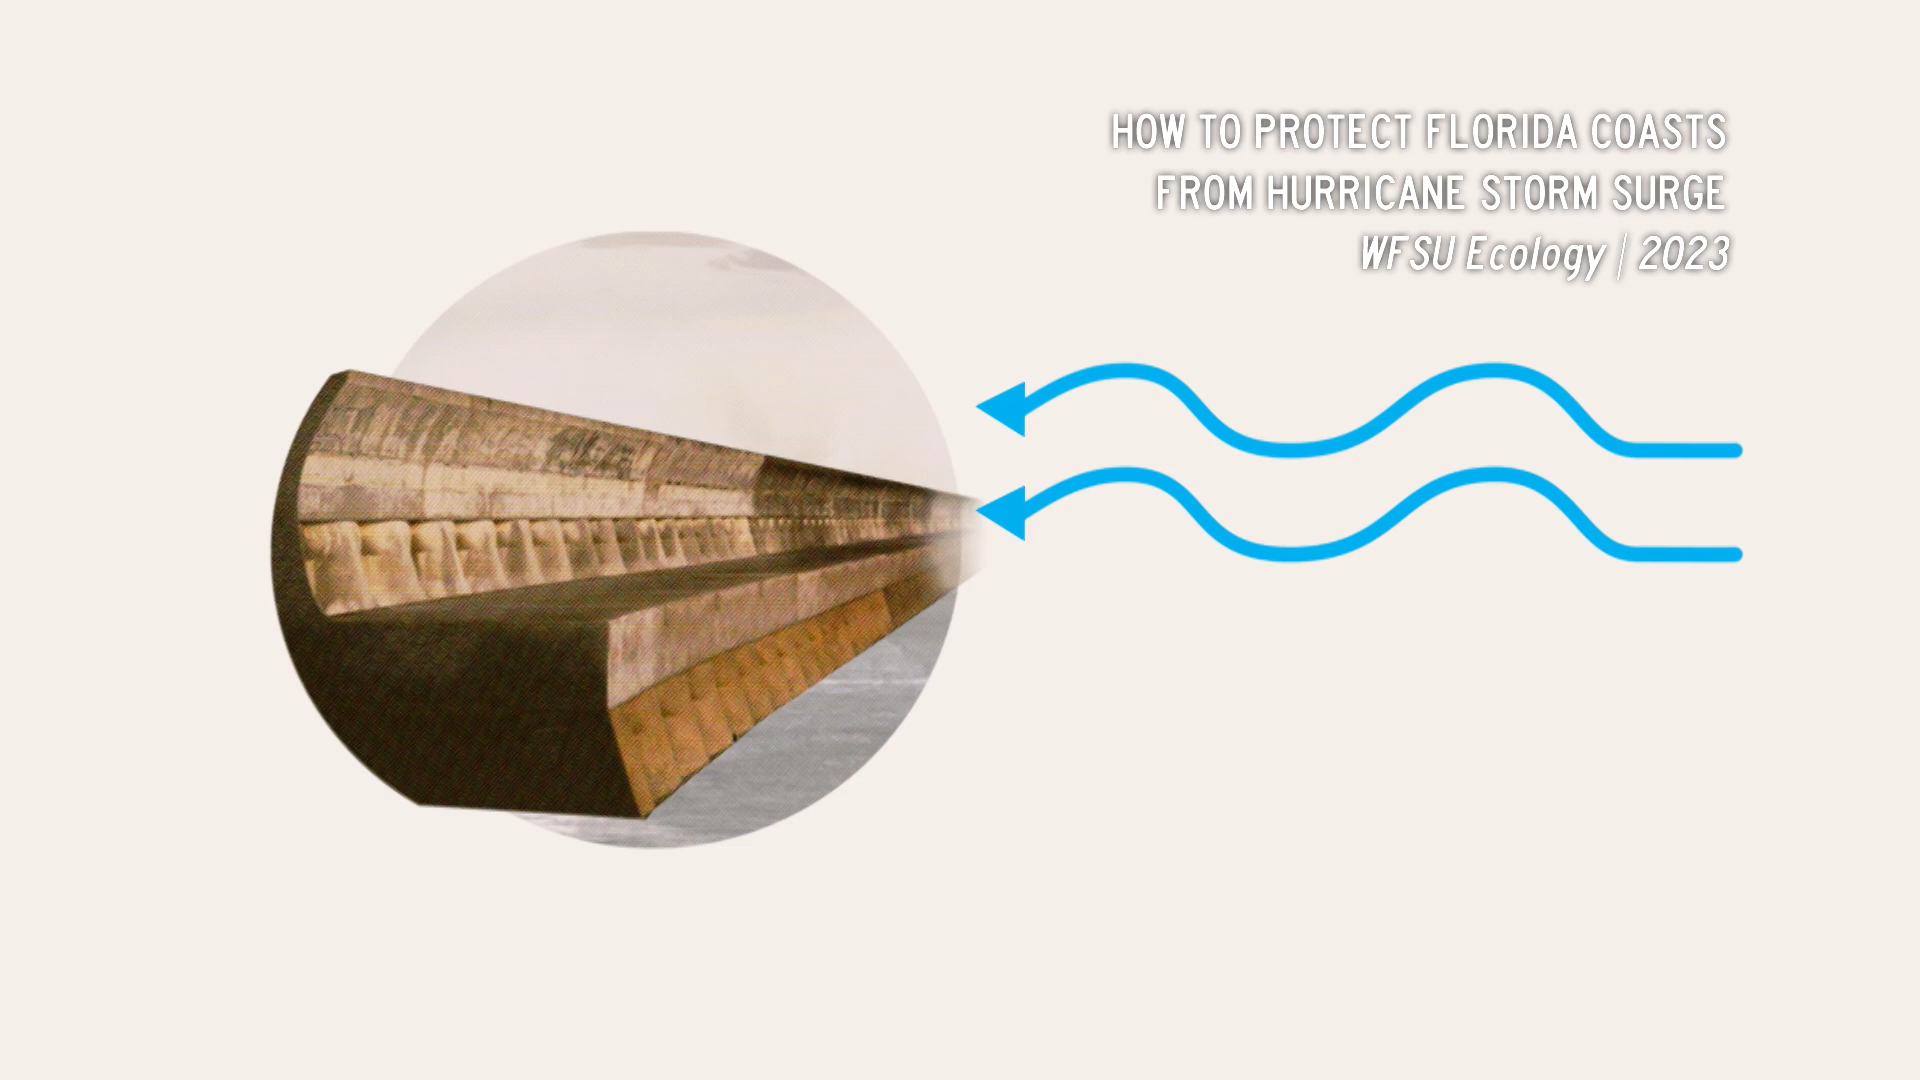 HOW TO PROTECT FLORIDA COASTS
FROM HURRICANE STORM SURGE
WFSU Ecology | 2023